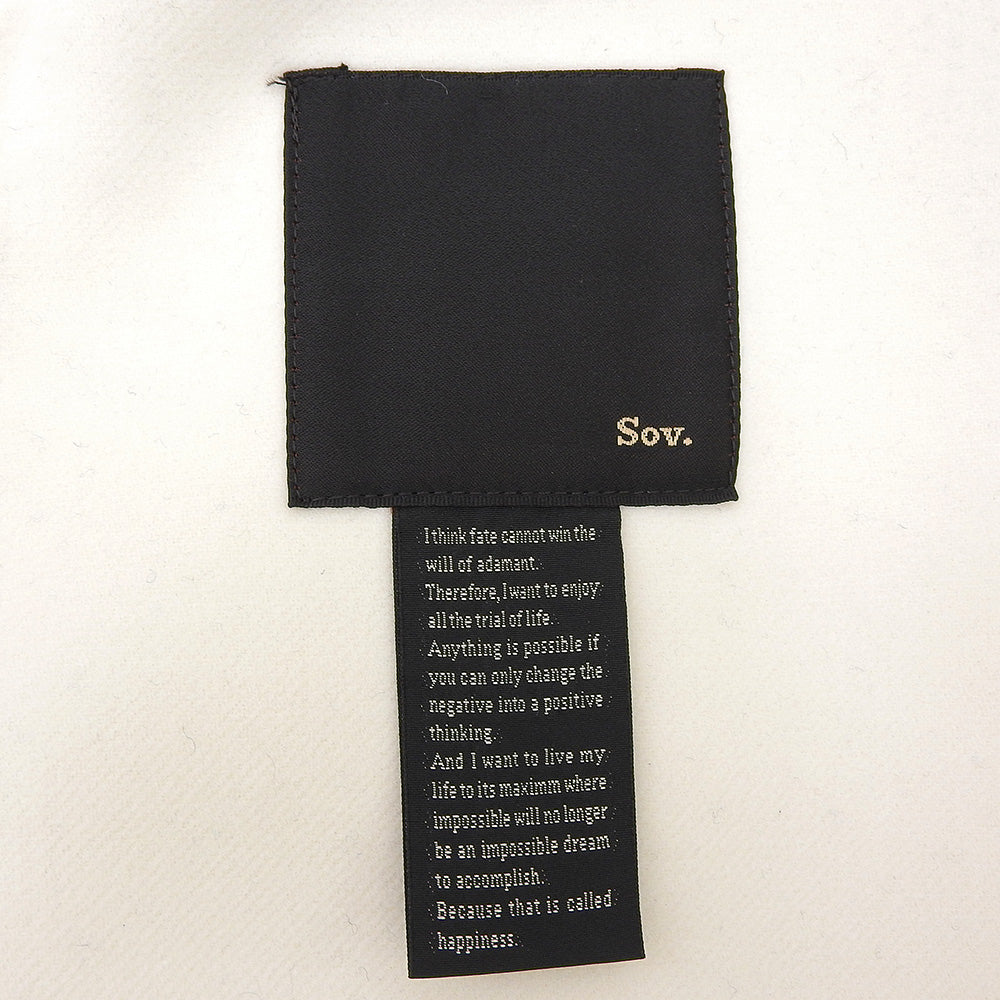 Sov.
I think fate cannot win the
will of adamant.
Therefore, I want to enjoy
all the trial of life.
Anything is possible if
you can only change the
negative into a positive
thinking.
And I want to live my
life to its maximm where
impossible will no longer
be an impossible dream
to accomplish.
Because that is called
happiness.